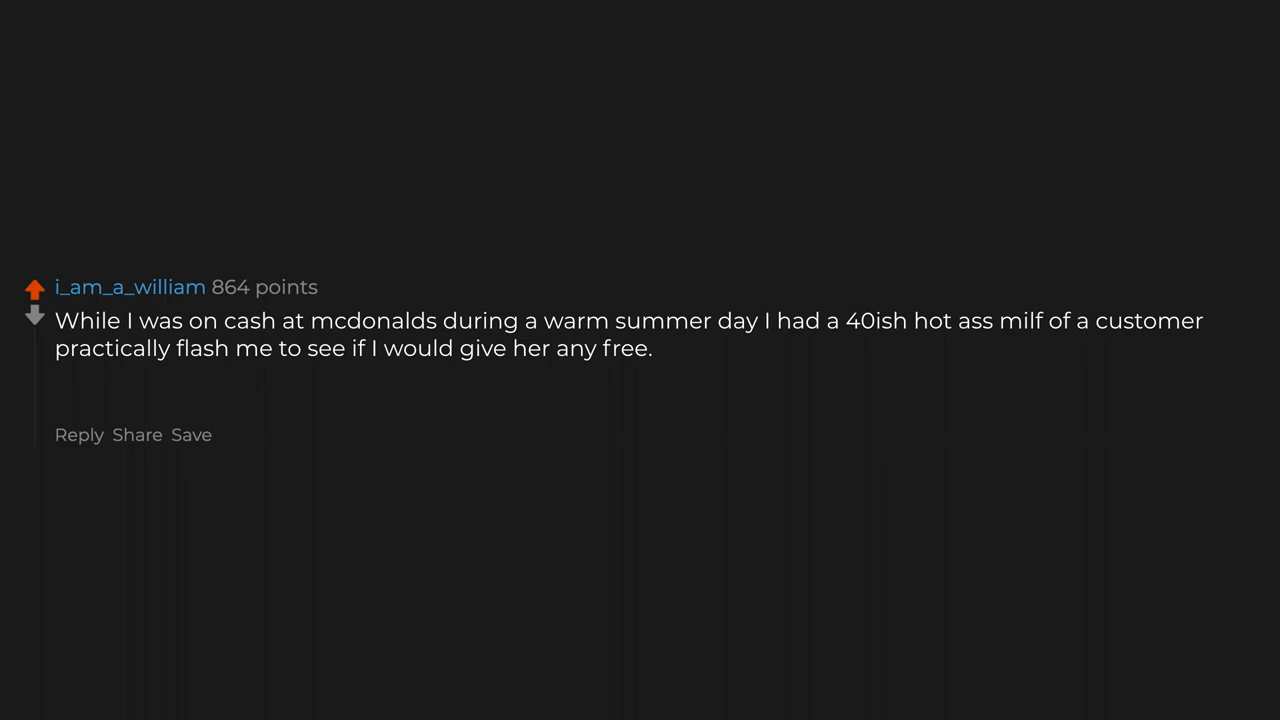 i_am_a_william 864 points
While I was on cash at mcdonalds during a warm summer day I had a 40ish hot ass milf of a customer
practically flash me to see if I would give her any free.
Reply Share Save